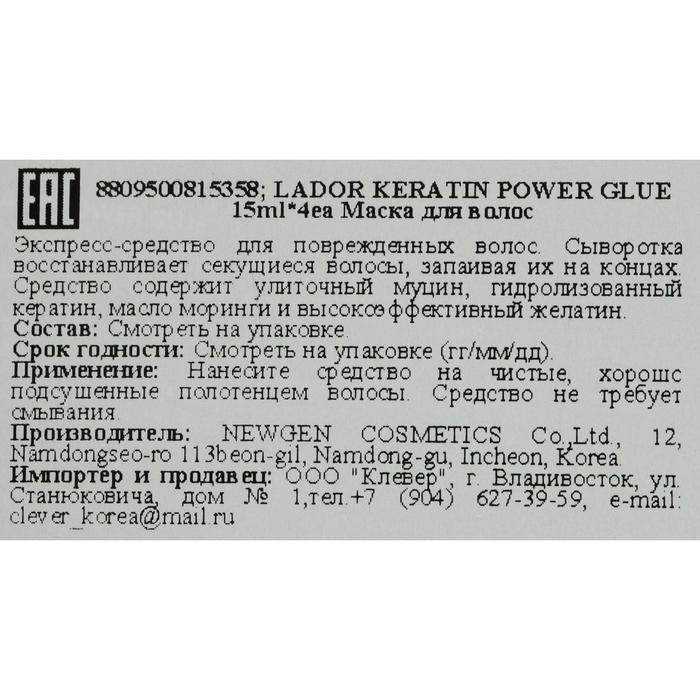 EAC 8809500815358; LADOR KERATIN POWER GLUE
15ml*4ea Маска для волос
Экспресс-средство для поврежденных волос. Сыворотка
восстанавливает секущиеся волосы, запаивая их на концах.
Средство содержит улиточный муцин, гидролизованный
кератин, масло моринги и высокоэффективный желатин.
Состав: Смотреть на упаковке.
Срок годности: Смотреть на упаковке (гг/мм/дд).
Применение: Нанесите средство на чистые, хорошо
подсушенные полотенцем волосы. Средство не требует
смывания.
Производитель: NEWGEN COSMETICS Co.,Ltd., 12,
Namdongseo-ro 113beon-gil, Namdong-gu, Incheon, Korea.
Импортер и продавец: ООО "Клевер", г. Владивосток, ул.
Станюковича, дом № 1,тел.+7 (904) 627-39-59, e-mail:
clever_korea@mail.ru